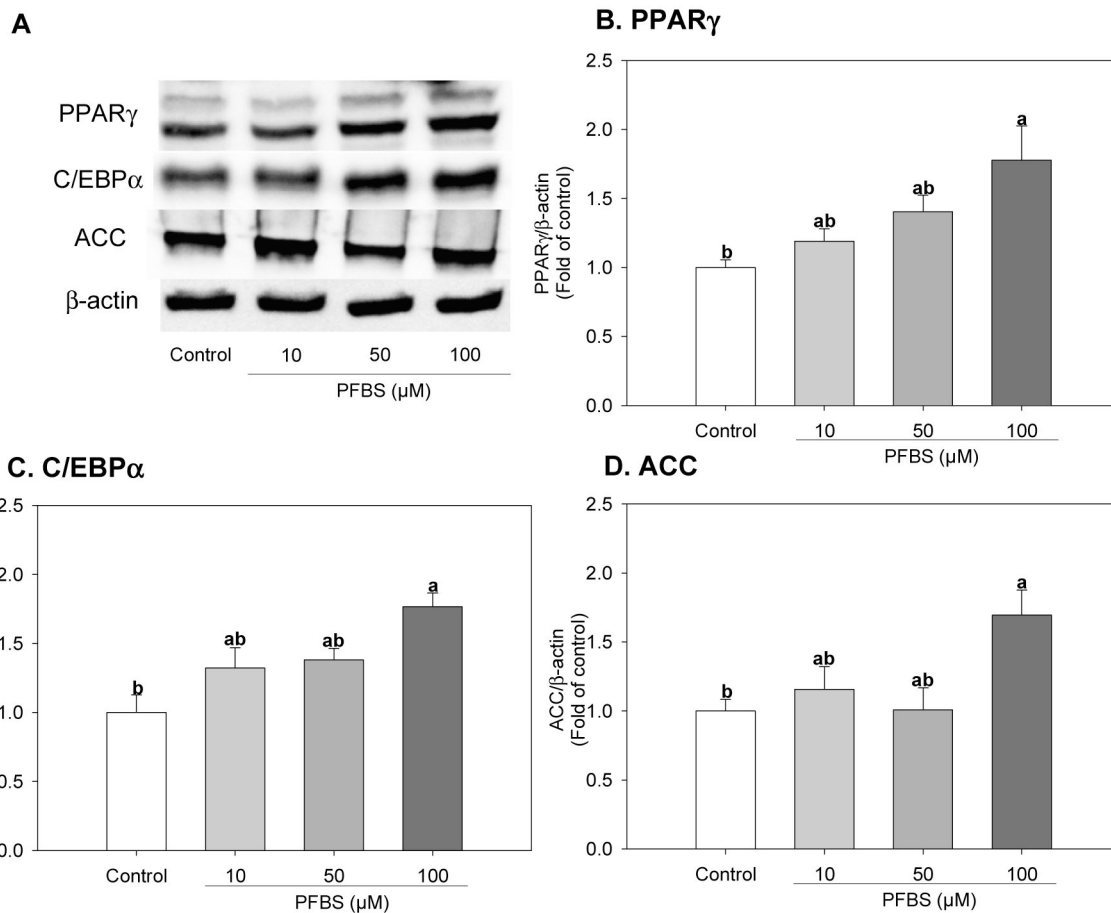 A
PPARγ
C/EBPα
ACC
β-actin
Control 10 50 100
PFBS (µM)
B. PPARγ
PPARγ/β-actin
(Fold of control)
2.5
2.0
1.5
1.0
0.5
0.0
b
ab
ab
a
Control 10 50 100
PFBS (µM)
C. C/EBPα
2.5
2.0
1.5
1.0
0.5
0.0
b
ab
ab
a
Control 10 50 100
PFBS (µM)
D. ACC
ACC/β-actin
(Fold of control)
2.5
2.0
1.5
1.0
0.5
0.0
b
ab
ab
a
Control 10 50 100
PFBS (µM)